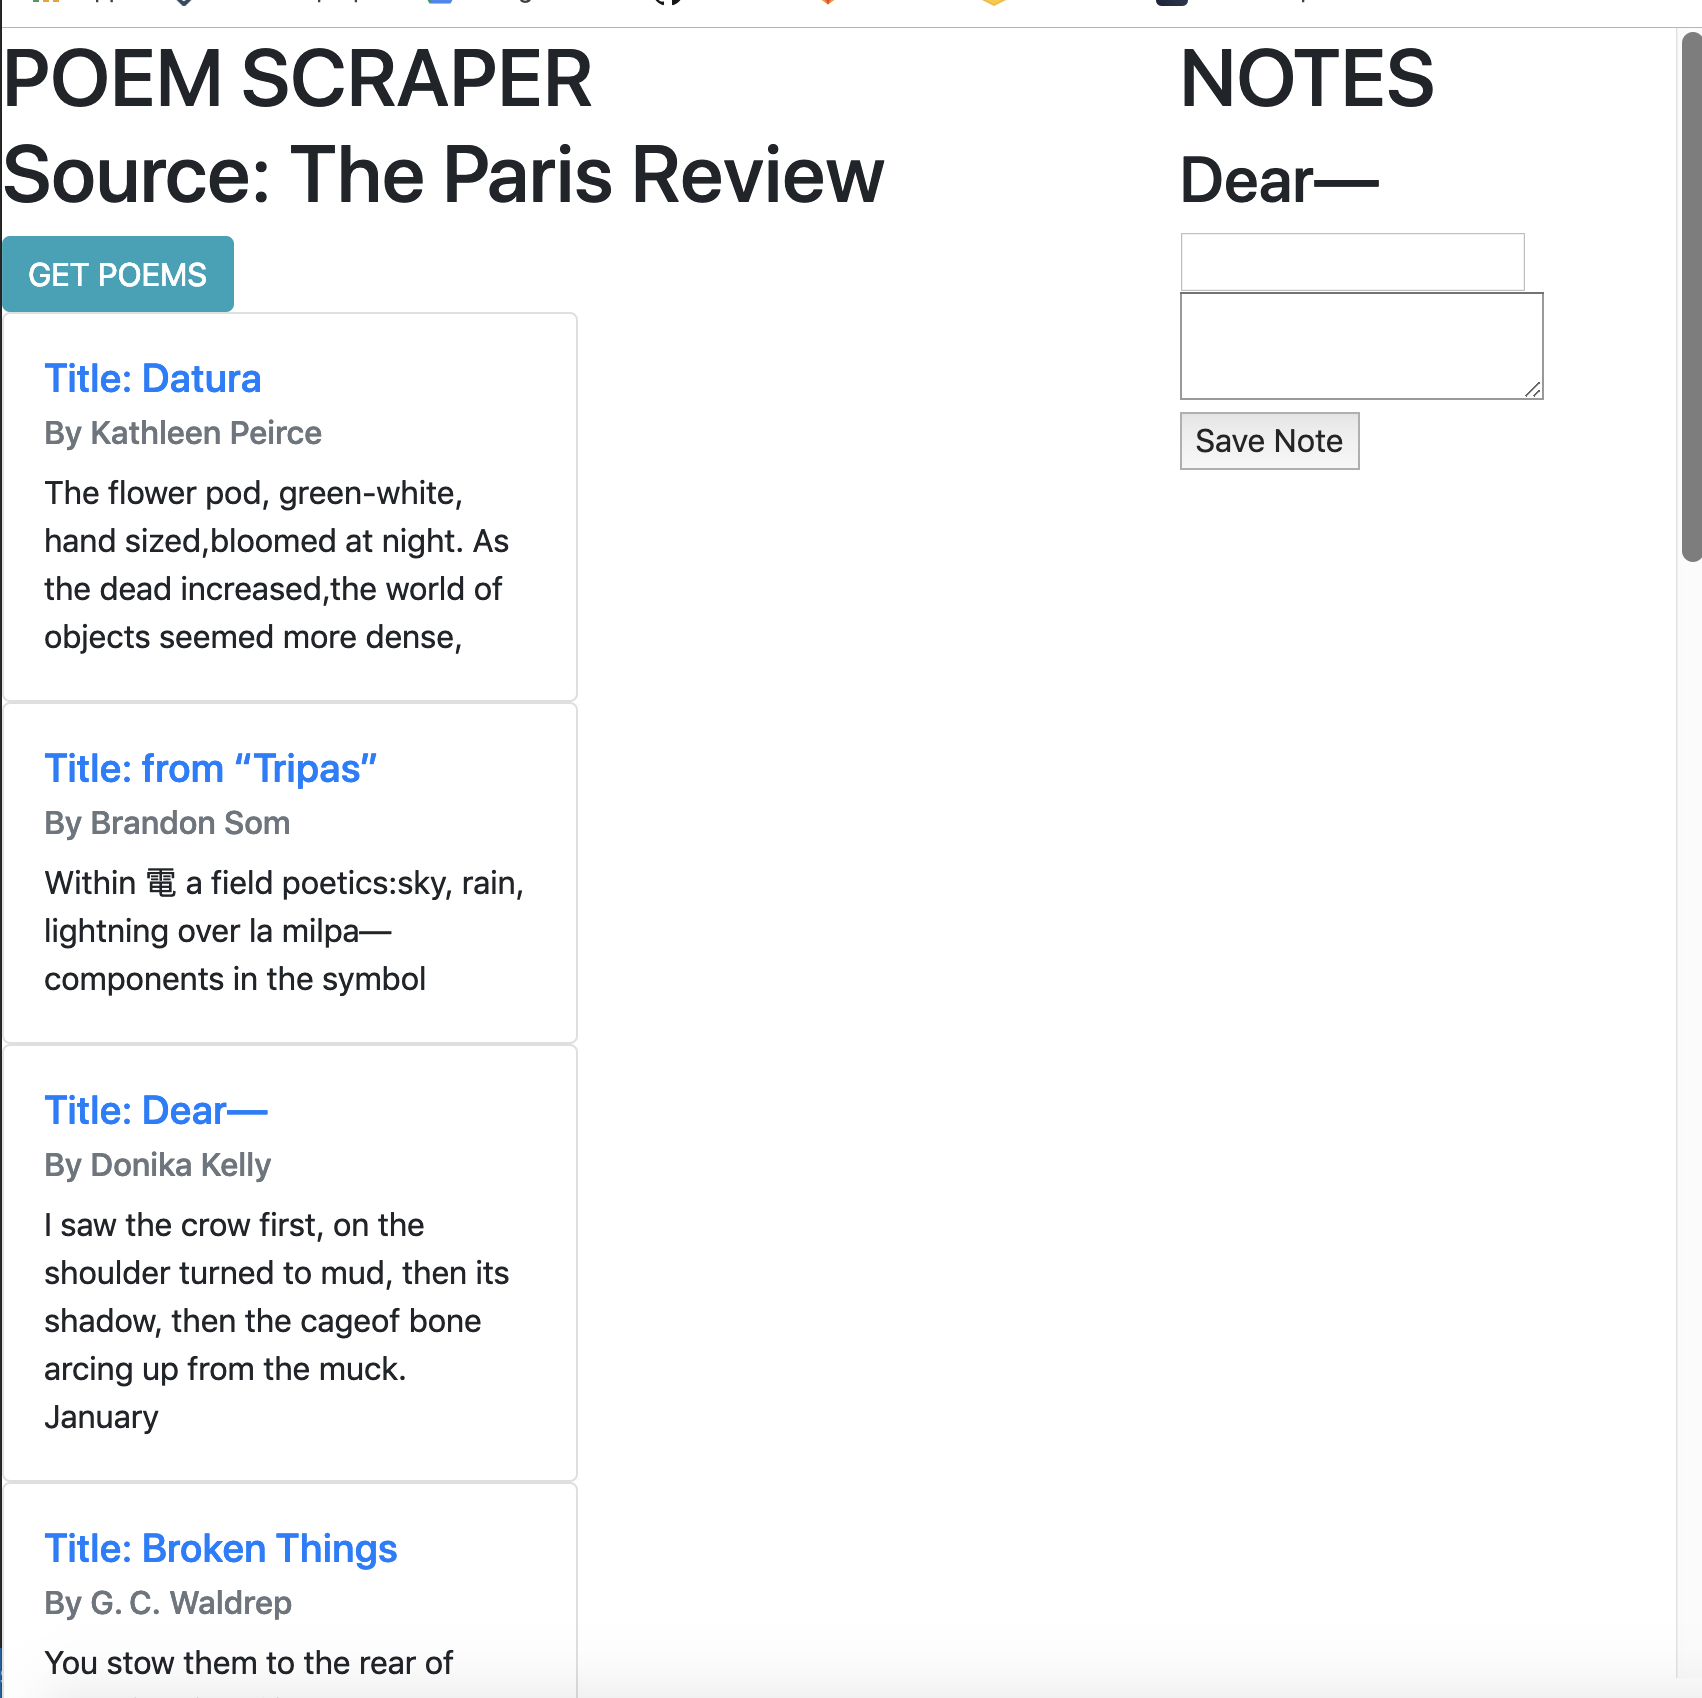 POEM SCRAPER
Source: The Paris Review
GET POEMS
Title: Datura
By Kathleen Peirce
The flower pod, green-white,
hand sized,bloomed at night. As
the dead increased,the world of
objects seemed more dense,
Title: from “Tripas”
By Brandon Som
Within 電 a field poetics:sky, rain,
lightning over la milpa—
components in the symbol
Title: Dear—
By Donika Kelly
I saw the crow first, on the
shoulder turned to mud, then its
shadow, then the cageof bone
arcing up from the muck.
January
Title: Broken Things
By G. C. Waldrep
You stow them to the rear of
NOTES
Dear—
Save Note